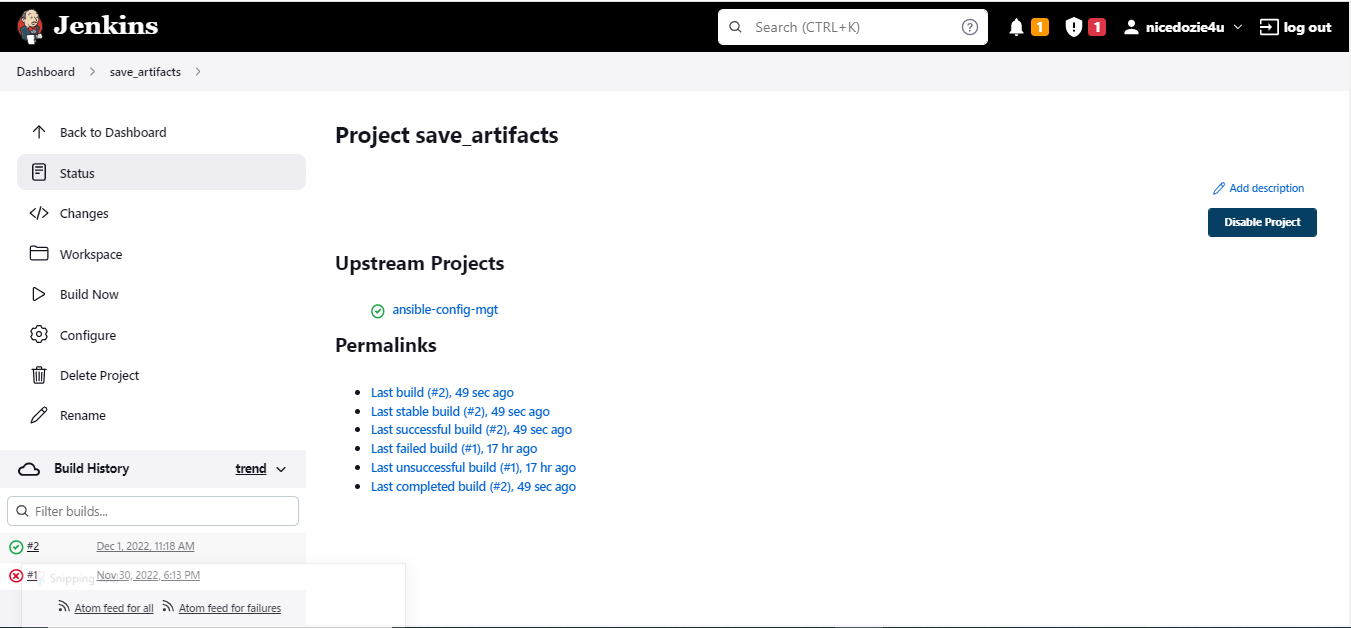 Jenkins
Search (CTRL+K)
1
1
nicedozie4u
log out
Dashboard
save_artifacts
Back to Dashboard
Status
Changes
Workspace
Build Now
Configure
Delete Project
Rename
Build History
trend
Filter builds...
#2
Dec 1, 2022, 11:18 AM
#1
Nov 30, 2022, 6:13 PM
Snipping
Atom feed for all
Atom feed for failures
Project save_artifacts
Add description
Disable Project
Upstream Projects
ansible-config-mgt
Permalinks
Last build (#2), 49 sec ago
Last stable build (#2), 49 sec ago
Last successful build (#2), 49 sec ago
Last failed build (#1), 17 hr ago
Last unsuccessful build (#1), 17 hr ago
Last completed build (#2), 49 sec ago